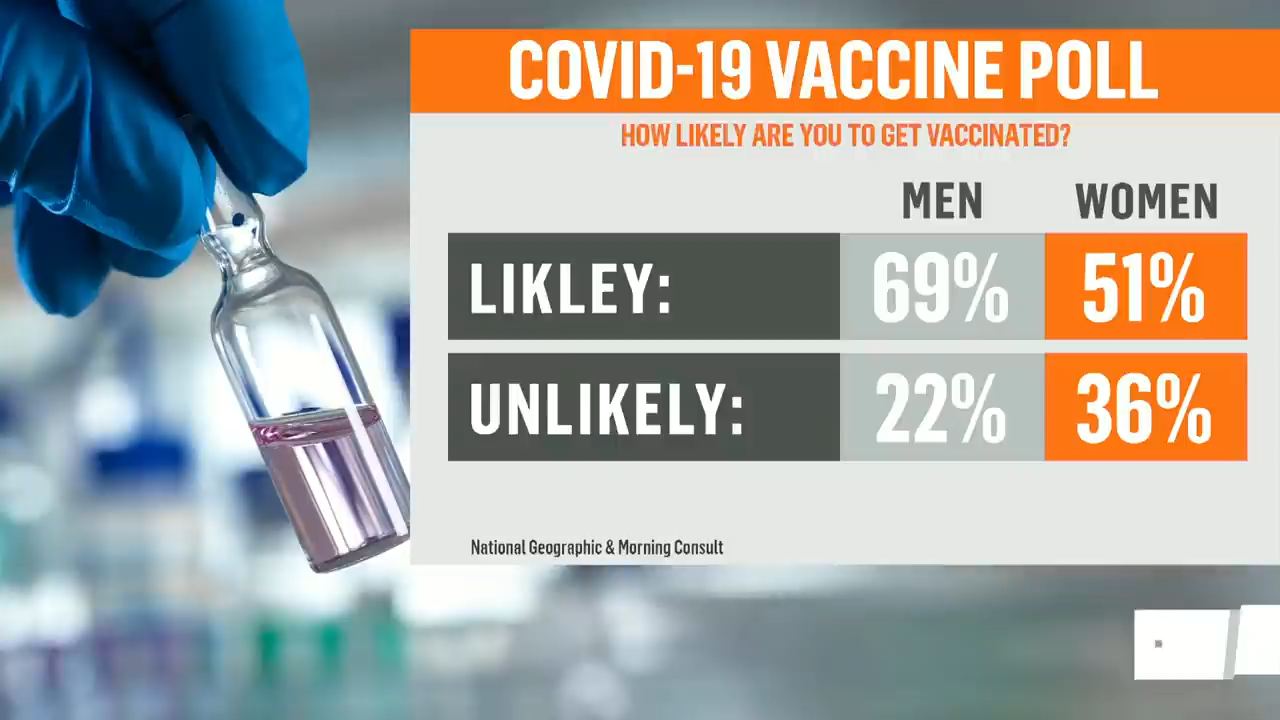 COVID-19 VACCINE POLL
HOW LIKELY ARE YOU TO GET VACCINATED?
MEN WOMEN
LIKLEY: 69% 51%
UNLIKELY: 22% 36%
National Geographic & Morning Consult